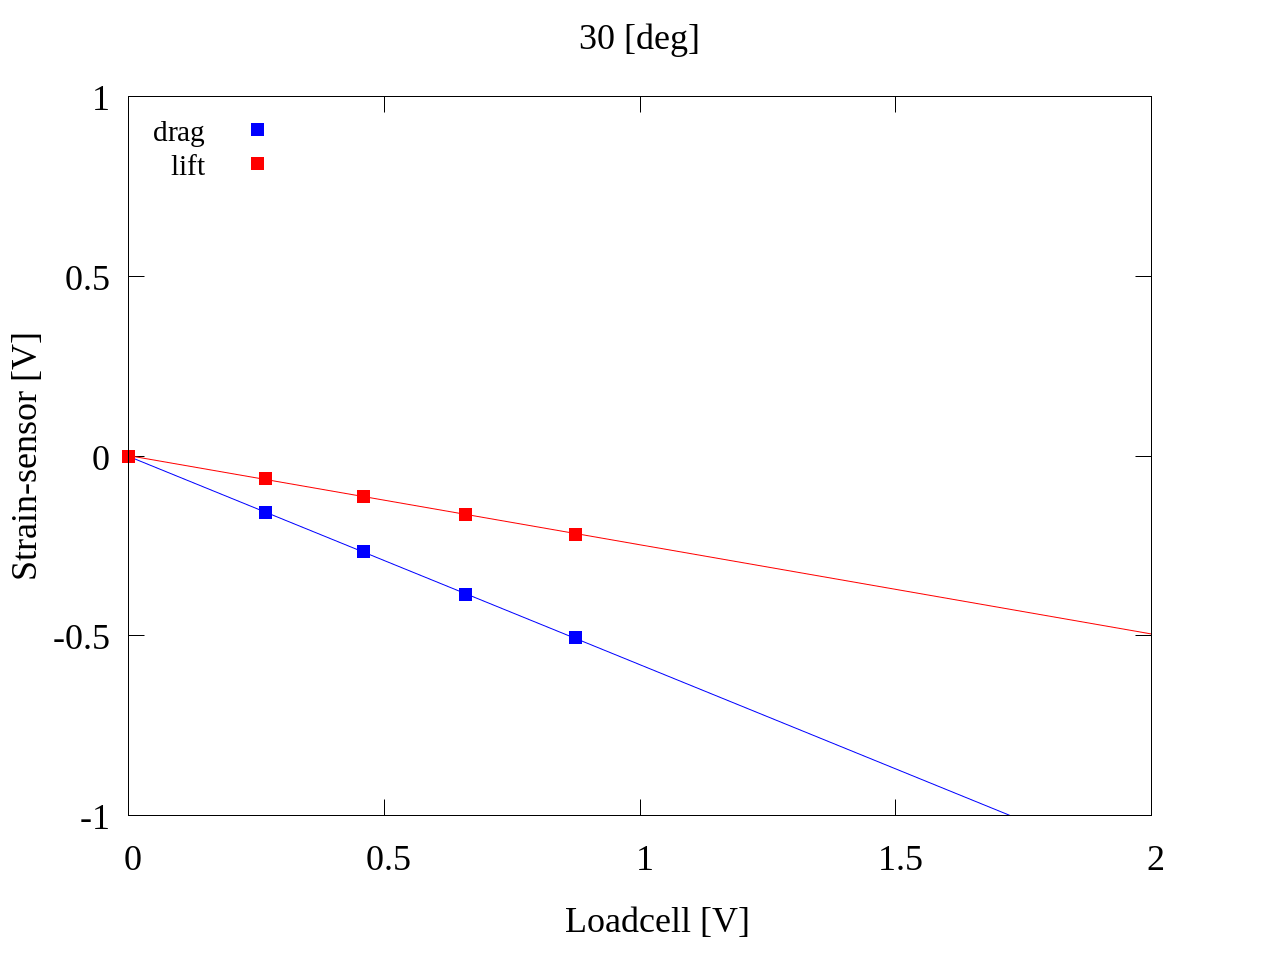 30 [deg]
drag
lift
1
0.5
0
-0.5
-1
Strain-sensor [V]
0 0.5 1 1.5 2
Loadcell [V]